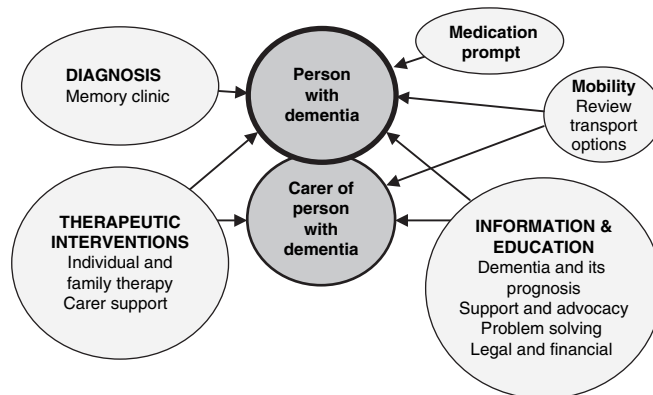 Medication
prompt
DIAGNOSIS
Memory clinic
Person
with
dementia
Mobility
Review
transport
options
Carer of
person
with
dementia
THERAPEUTIC
INTERVENTIONS
Individual and
family therapy
Carer support
INFORMATION &
EDUCATION
Dementia and its
prognosis
Support and advocacy
Problem solving
Legal and financial